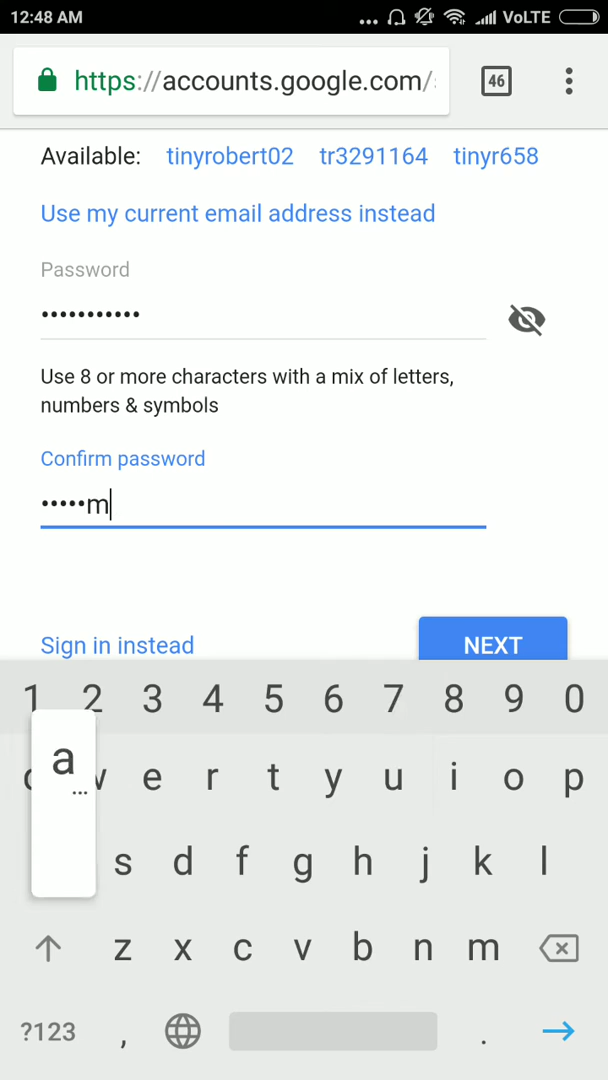 12:48 AM ... VoLTE
https://accounts.google.com/ 46
Available: tinyrobert02 tr3291164 tinyr658
Use my current email address instead
Password
•••••••••••
Use 8 or more characters with a mix of letters,
numbers & symbols
Confirm password
•••••m
Sign in instead NEXT
1 2 3 4 5 6 7 8 9 0
a...
e r t y u i o p
s d f g h j k l
z x c v b n m
?123 , .